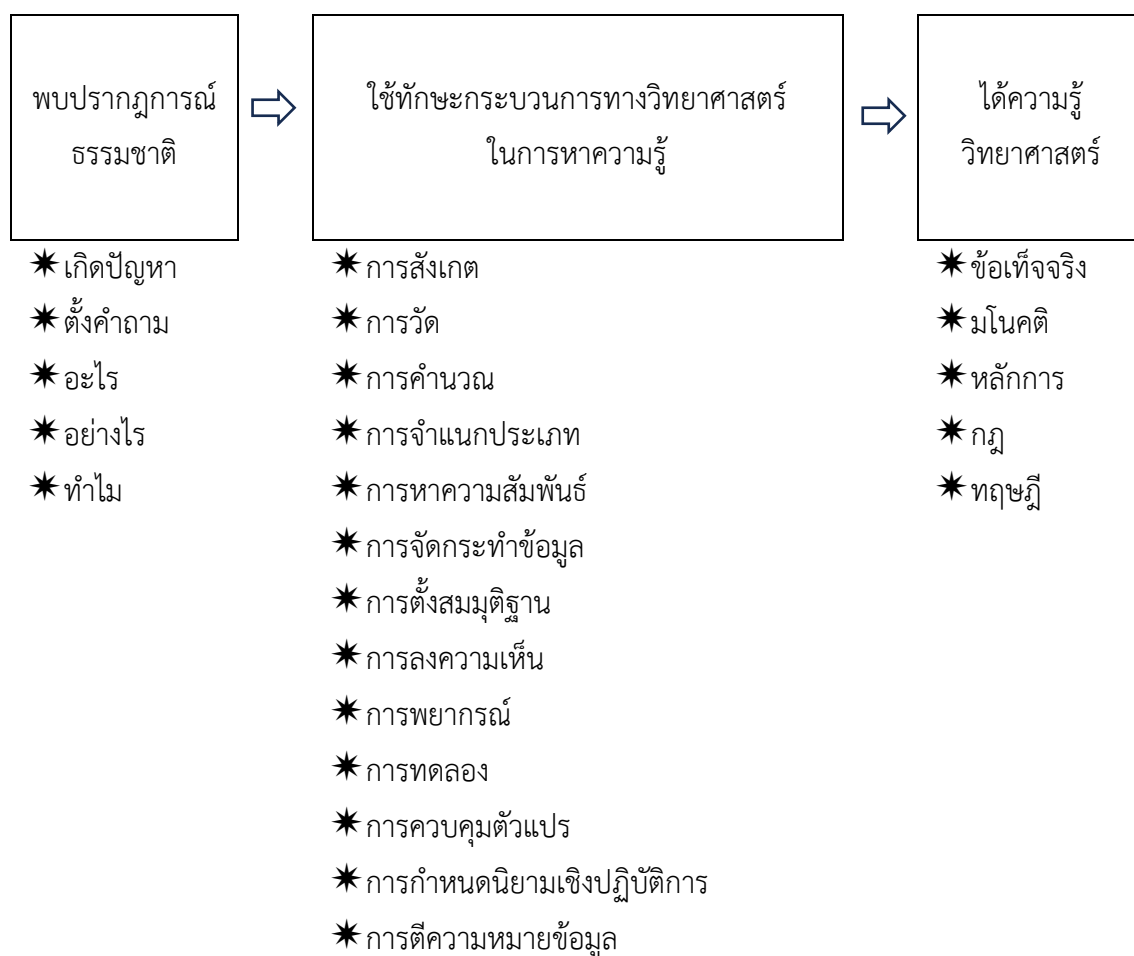 พบปรากฎการณ์
ธรรมชาติ
ใช้ทักษะกระบวนการทางวิทยาศาสตร์
ในการหาความรู้
ได้ความรู้
วิทยาศาสตร์
เกิดปัญหา
ตั้งคำถาม
อะไร
อย่างไร
ทำไม
การสังเกต
การวัด
การคำนวณ
การจำแนกประเภท
การหาความสัมพันธ์
การจัดกระทำข้อมูล
การตั้งสมมุติฐาน
การลงความเห็น
การพยากรณ์
การทดลอง
การควบคุมตัวแปร
การกำหนดนิยามเชิงปฏิบัติการ
การตีความหมายข้อมูล
ข้อเท็จจริง
มโนคติ
หลักการ
กฎ
ทฤษฎี